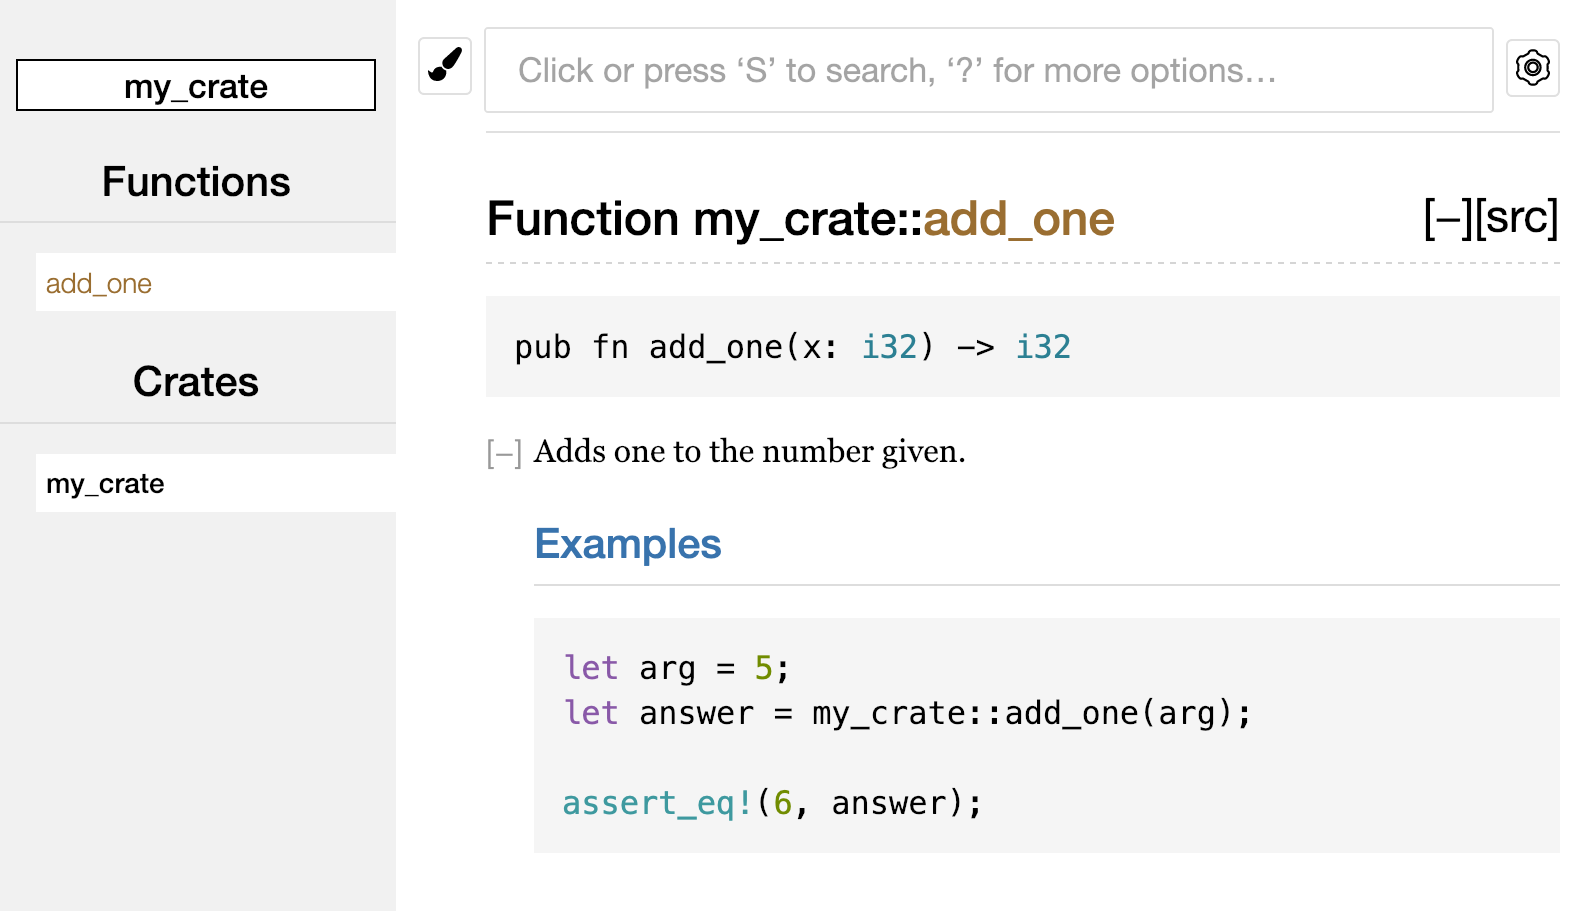 my_crate
Functions
add_one
Crates
my_crate
Click or press ‘S’ to search, ‘?’ for more options…
Function my_crate::add_one
[−][src]
pub fn add_one(x: i32) -> i32
[−] Adds one to the number given.
Examples
let arg = 5;
let answer = my_crate::add_one(arg);
assert_eq!(6, answer);